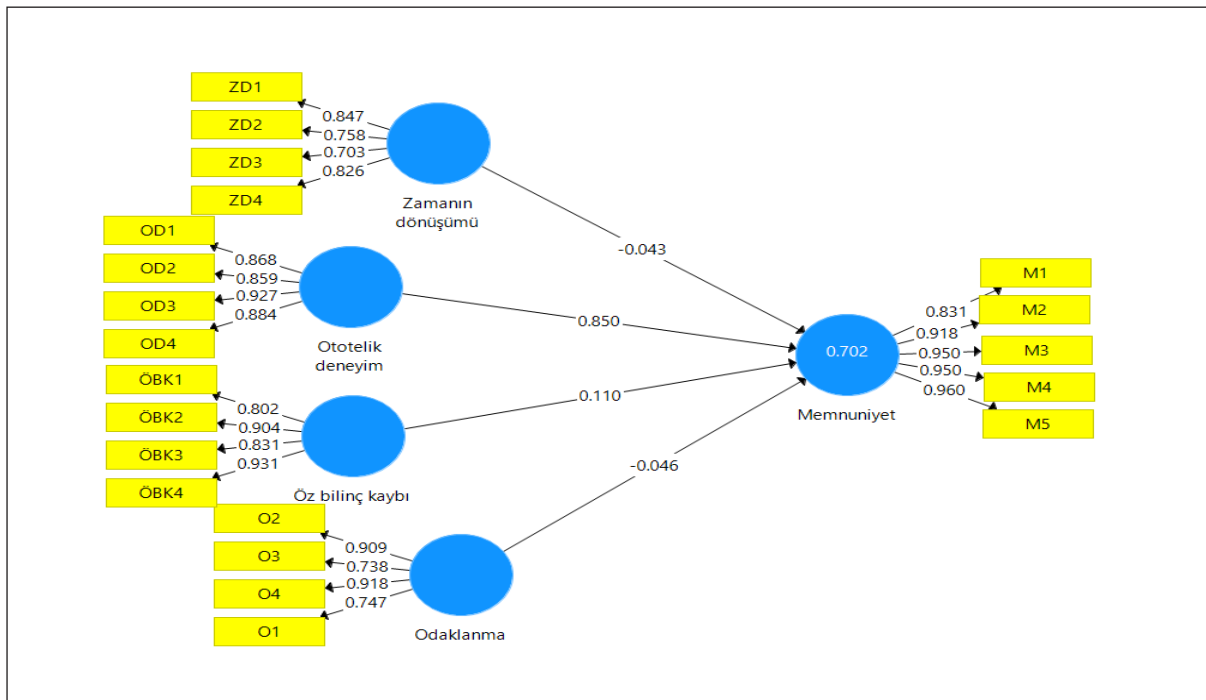 ZD1
0.847
ZD2
0.758
ZD3
0.703
ZD4
0.826
Zamanın
dönüşümü
-0.043
OD1
0.868
OD2
0.859
OD3
0.927
OD4
0.884
Ototelik
deneyim
0.850
ÖBK1
0.802
ÖBK2
0.904
ÖBK3
0.831
ÖBK4
0.931
Öz bilinç kaybı
0.110
O2
0.909
O3
0.738
O4
0.918
O1
0.747
Odaklanma
-0.046
0.702
Memnuniyet
M1
0.831
M2
0.918
M3
0.950
M4
0.950
M5
0.960